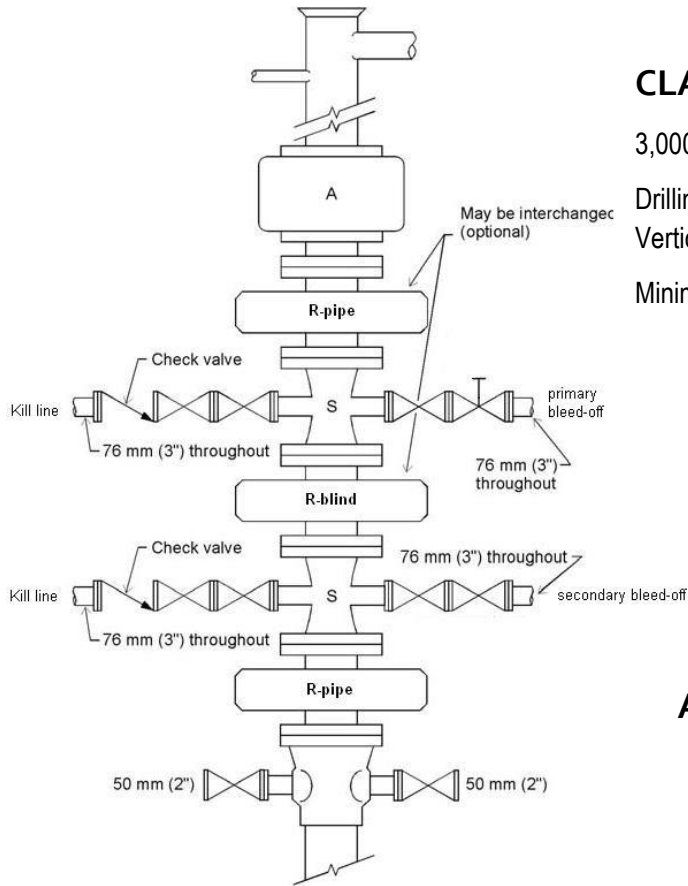 CLA
3,000
A
Drillin
May be interchanged
(optional)
Vertic
Minin
R-pipe
Check valve
Kill line
S
primary
bleed-off
76 mm (3") throughout
76 mm (3")
throughout
R-blind
Check valve
76 mm (3") throughout
Kill line
S
secondary bleed-off
76 mm (3") throughout
R-pipe
A
50 mm (2")
50 mm (2")